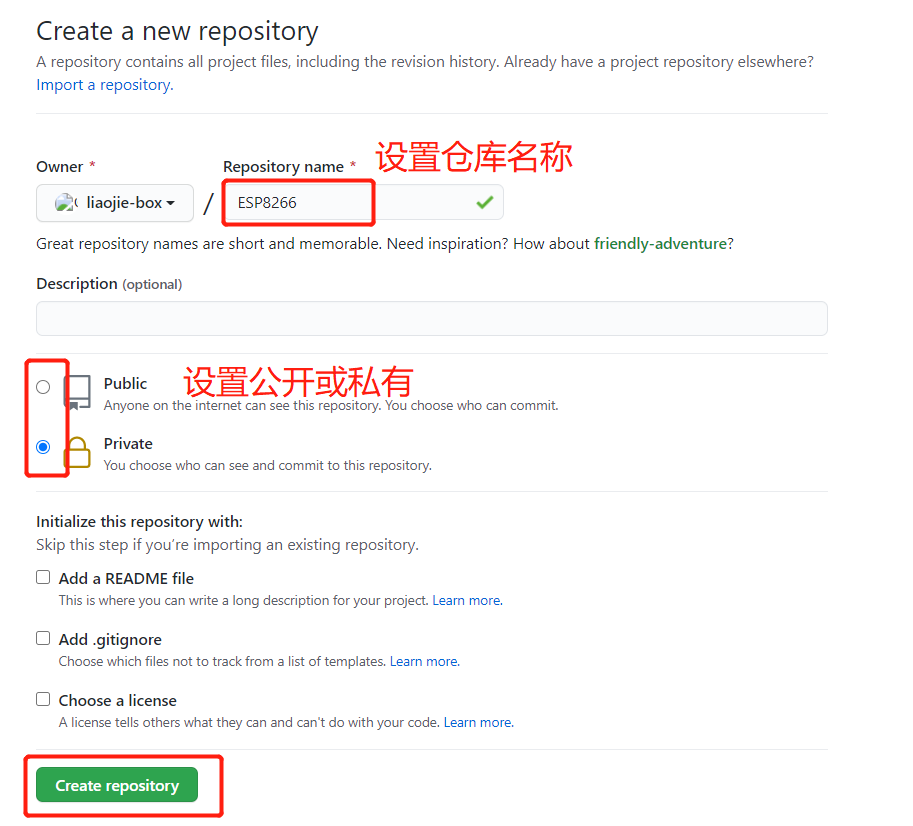 Create a new repository
A repository contains all project files, including the revision history. Already have a project repository elsewhere?
Import a repository.
Owner *
Repository name *
设置仓库名称
liaojie-box
/
ESP8266
Great repository names are short and memorable. Need inspiration? How about friendly-adventure?
Description (optional)
Public
设置公开或私有
Anyone on the internet can see this repository. You choose who can commit.
Private
You choose who can see and commit to this repository.
Initialize this repository with:
Skip this step if you're importing an existing repository.
Add a README file
This is where you can write a long description for your project. Learn more.
Add .gitignore
Choose which files not to track from a list of templates. Learn more.
Choose a license
A license tells others what they can and can't do with your code. Learn more.
Create repository